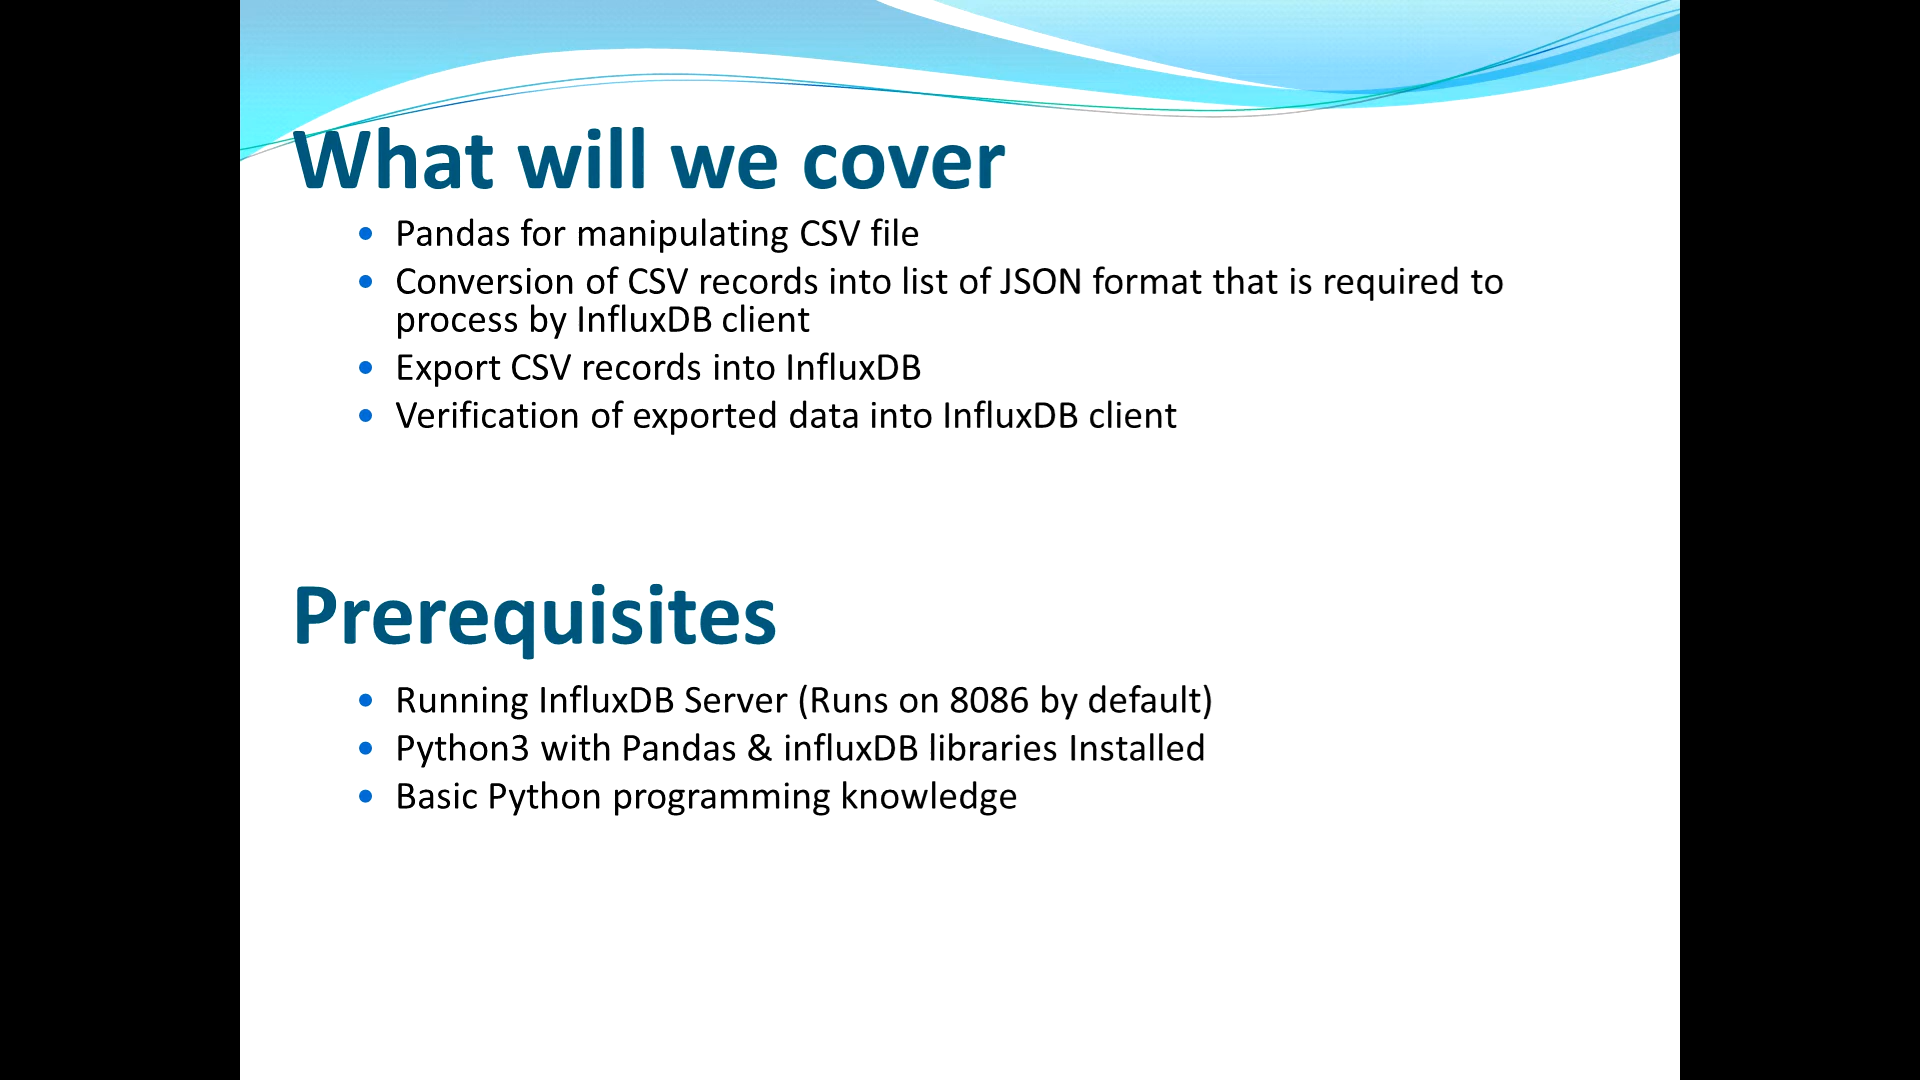 What will we cover
• Pandas for manipulating CSV file
• Conversion of CSV records into list of JSON format that is required to
process by InfluxDB client
• Export CSV records into InfluxDB
• Verification of exported data into InfluxDB client
Prerequisites
• Running InfluxDB Server (Runs on 8086 by default)
• Python3 with Pandas & influxDB libraries Installed
• Basic Python programming knowledge